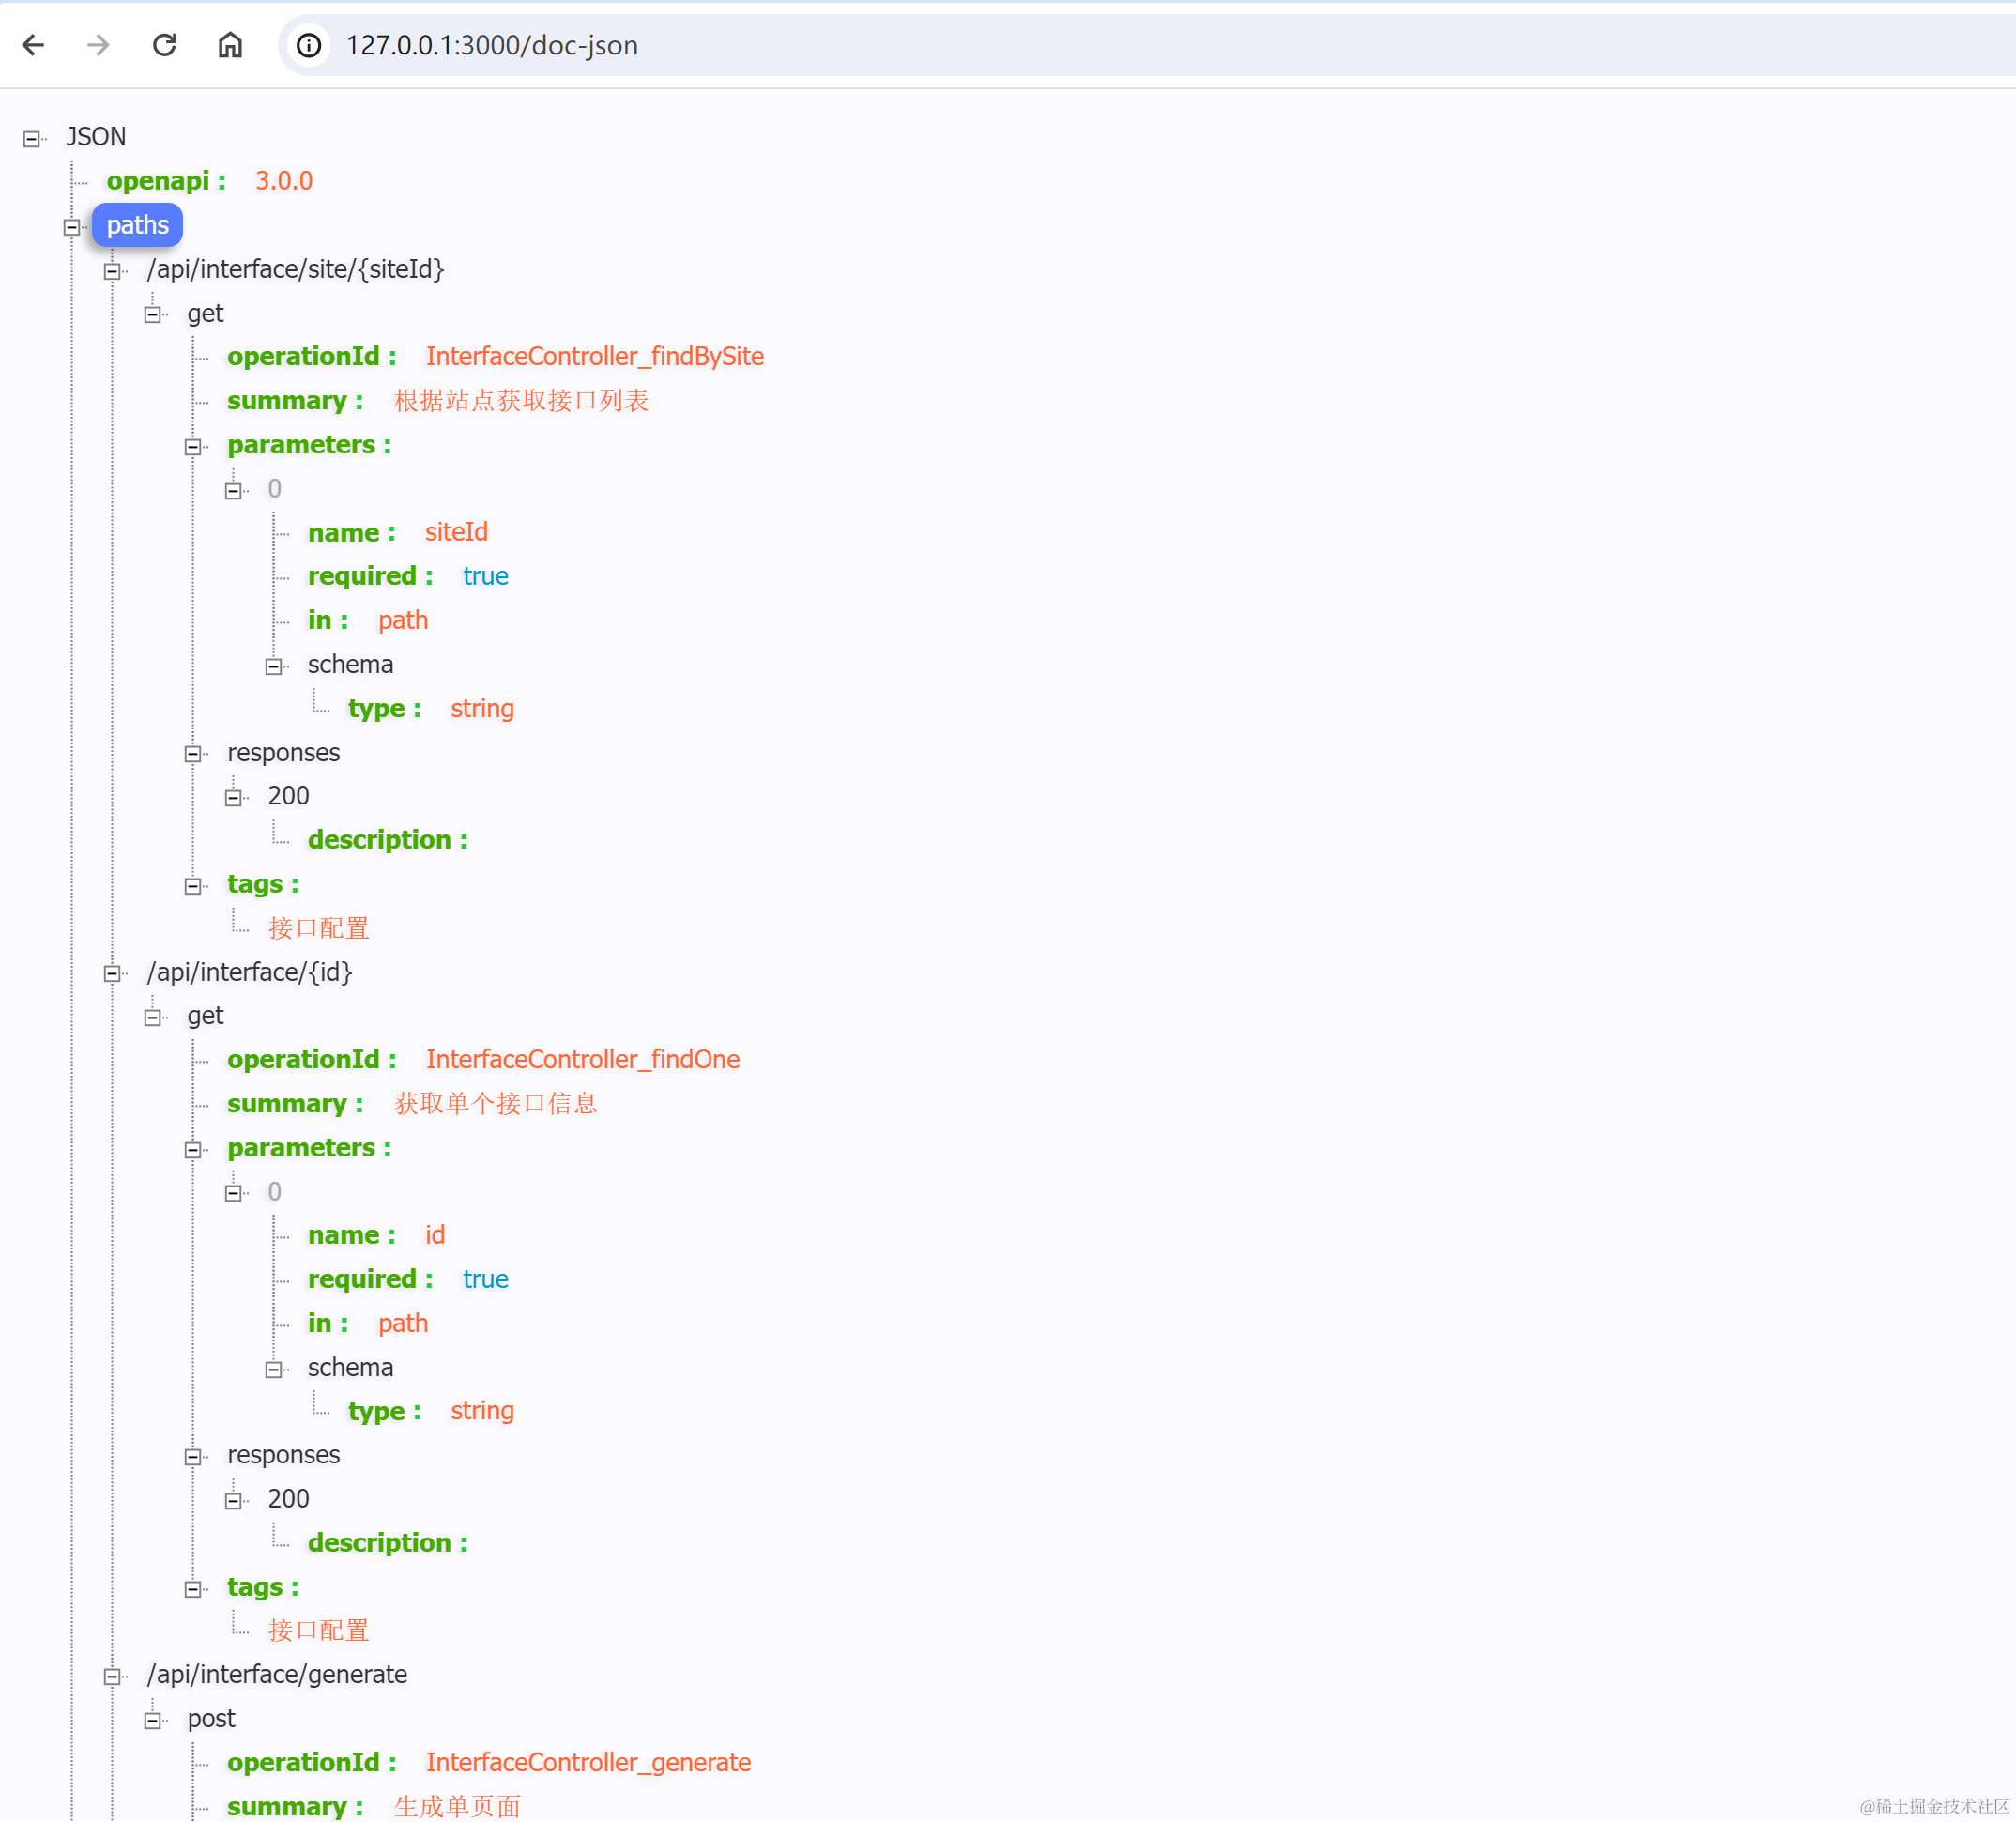 127.0.0.1:3000/doc-json
JSON
openapi : 3.0.0
paths
/api/interface/site/{siteId}
get
operationId : InterfaceController_findBySite
summary : 根据站点获取接口列表
parameters :
0
name : siteId
required : true
in : path
schema
type : string
responses
200
description :
tags :
接口配置
/api/interface/{id}
get
operationId : InterfaceController_findOne
summary : 获取单个接口信息
parameters :
0
name : id
required : true
in : path
schema
type : string
responses
200
description :
tags :
接口配置
/api/interface/generate
post
operationId : InterfaceController_generate
summary : 生成单页面
@稀土掘金技术社区